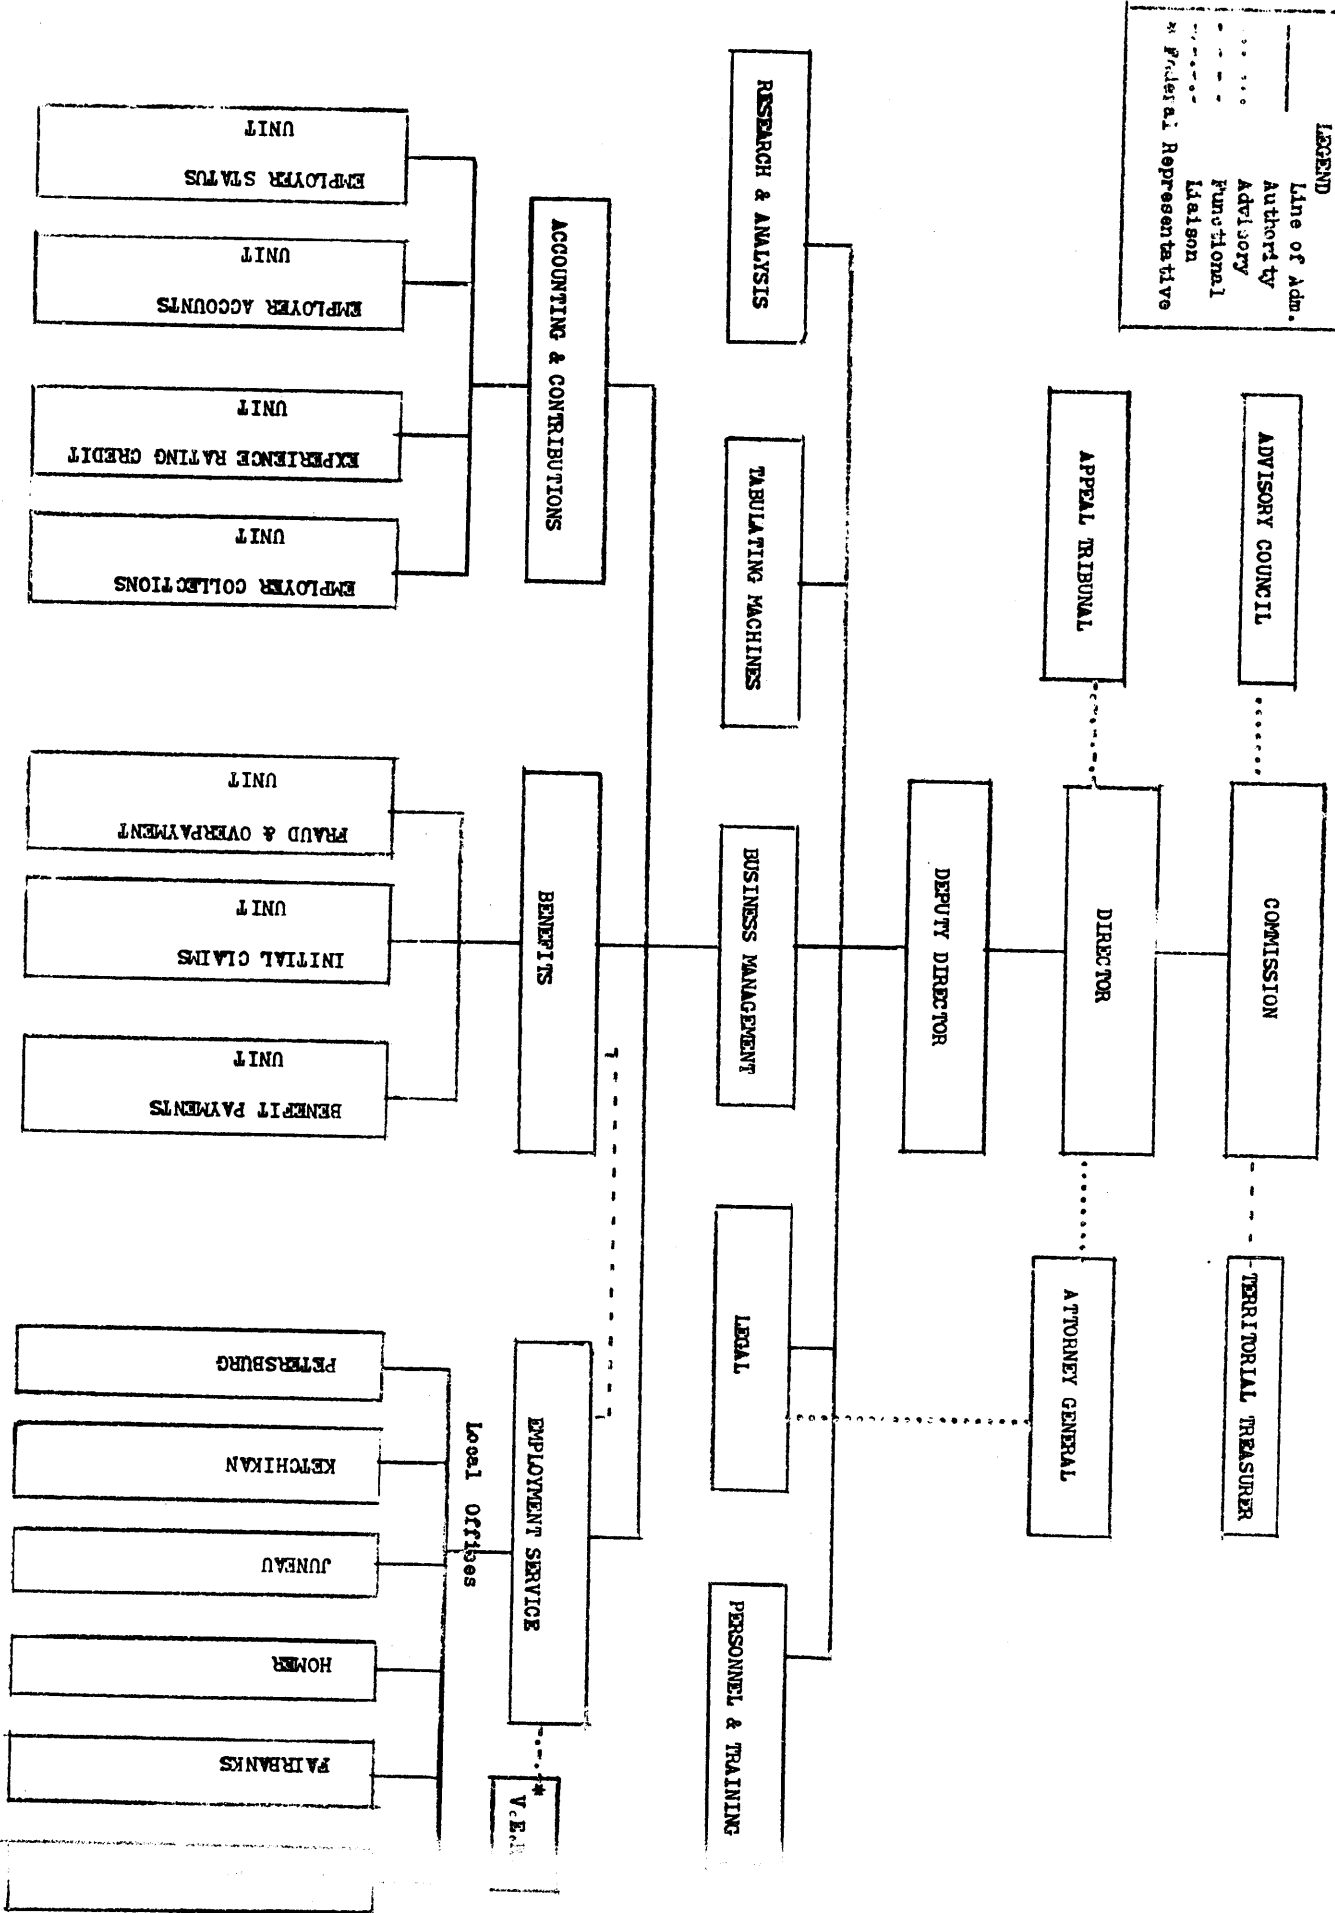 LEGEND
Line of Adm.
Authority
Advisory
Functional
Liaison
* Federal Representative
ADVISORY COUNCIL
COMMISSION
TERRITORIAL TREASURER
APPEAL TRIBUNAL
DIRECTOR
ATTORNEY GENERAL
DEPUTY DIRECTOR
RESEARCH & ANALYSIS
TABULATING MACHINES
BUSINESS MANAGEMENT
LEGAL
PERSONNEL & TRAINING
ACCOUNTING & CONTRIBUTIONS
BENEFITS
EMPLOYMENT SERVICE
*
Local Offices
EMPLOYER STATUS
UNIT
EMPLOYER ACCOUNTS
UNIT
EXPERIENCE RATING CREDIT
UNIT
EMPLOYER COLLECTIONS
UNIT
FRAUD & OVERPAYMENT
UNIT
INITIAL CLAIMS
UNIT
BENEFIT PAYMENTS
UNIT
PETERSBURG
KETCHIKAN
JUNEAU
HOMER
FAIRBANKS